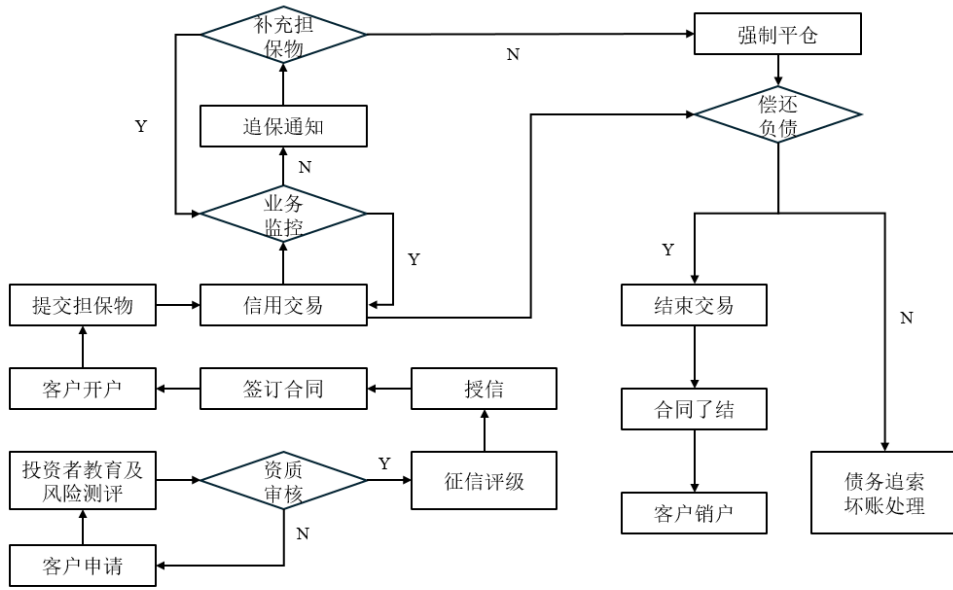 补充担
保物
N
强制平仓
Y
追保通知
偿还
负债
N
业务
监控
Y
Y
提交担保物
信用交易
结束交易
N
客户开户
签订合同
授信
合同了结
投资者教育及
风险测评
资质
审核
Y
征信评级
客户销户
债务追索
坏账处理
N
客户申请